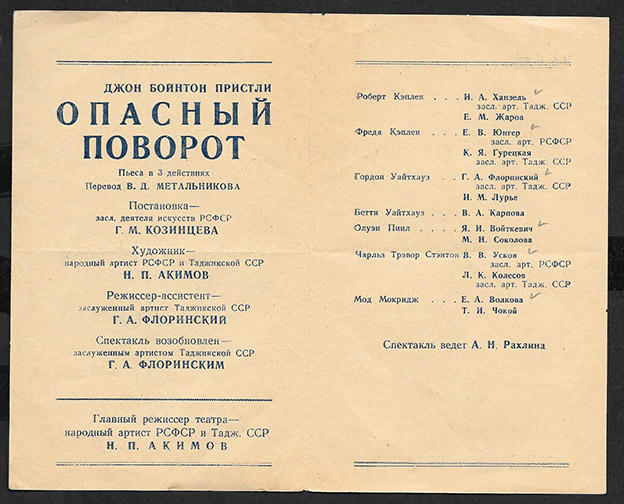 ДЖОН БОЙНТОН ПРИСТЛИ
ОПАСНЫЙ
ПОВОРОТ
Пьеса в 3 действиях
Перевод В. Д. МЕТАЛЬНИКОВА
Постановка—
засл. деятеля искусств РСФСР
Г. М. КОЗИНЦЕВА
Художник—
народный артист РСФСР и Таджикской ССР
Н. П. АКИМОВ
Режиссер-ассистент—
заслуженный артист Таджикской ССР
Г. А. ФЛОРИНСКИЙ
Спектакль возобновлен—
заслуженным артистом Таджикской ССР
Г. А. ФЛОРИНСКИМ
Главный режиссер театра—
народный артист РСФСР и Тадж. ССР
Н. П. АКИМОВ
Роберт Кэплен . . . И. А. Ханзель
засл. арт. Тадж. ССР
Е. М. Жаров
Фреда Кэплен . . . Е. В. Юнгер
засл. арт. РСФСР
К. Я. Гурецкая
засл. арт. Тадж. ССР
Гордон Уайтхауз . . . Г. А. Флоринский
засл. арт. Тадж. ССР
И. М. Лурье
Бетти Уайтхауз . . . . В. А. Карпова
Олуэн Пиил . . . . Я. И. Войткевич
М. Н. Соколова
Чарльз Трэвор Стэнтон В. В. Усков
засл. арт. РСФСР
Л. К. Колесов
засл. арт. Тадж. ССР
Мод Мокридж . . . Е. А. Волкова
Т. И. Чокой
Спектакль ведет А. Н. Рахлина